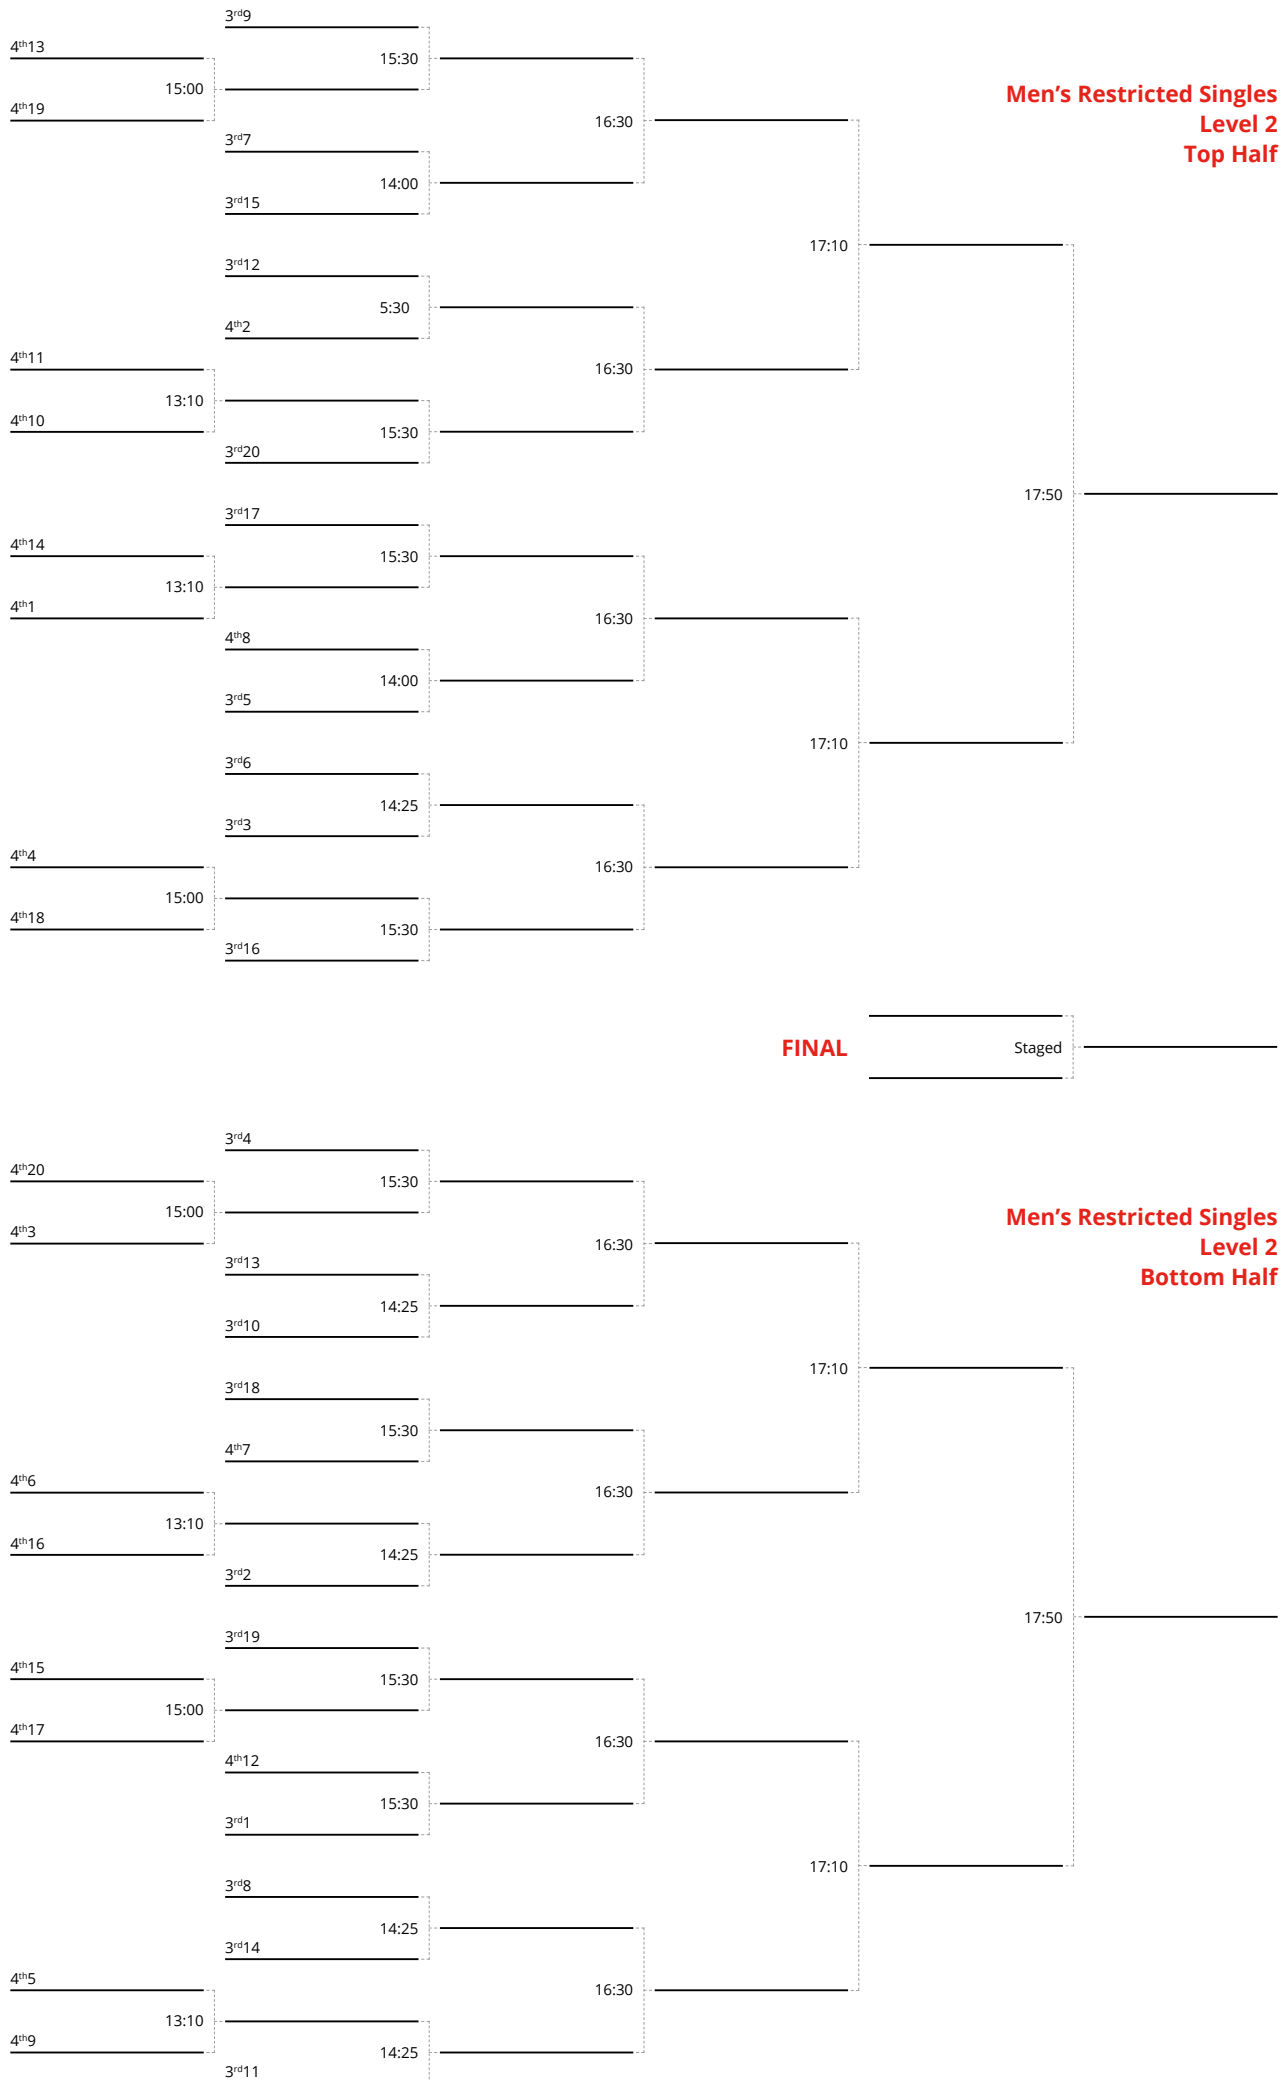 3rd9
4th13
15:30
15:00
Men's Restricted Singles
4th19
16:30
Level 2
3rd7
Top Half
14:00
3rd15
17:10
3rd12
5:30
4th2
4th11
16:30
13:10
4th10
15:30
3rd20
17:50
3rd17
4th14
15:30
13:10
4th1
16:30
4th8
14:00
3rd5
17:10
3rd6
14:25
3rd3
4th4
16:30
15:00
4th18
15:30
3rd16
FINAL
Staged
3rd4
4th20
15:30
15:00
Men's Restricted Singles
4th3
16:30
Level 2
3rd13
Bottom Half
14:25
3rd10
17:10
3rd18
15:30
4th7
4th6
16:30
13:10
4th16
14:25
3rd2
17:50
3rd19
4th15
15:30
15:00
4th17
16:30
4th12
15:30
3rd1
17:10
3rd8
14:25
3rd14
4th5
16:30
13:10
4th9
14:25
3rd11